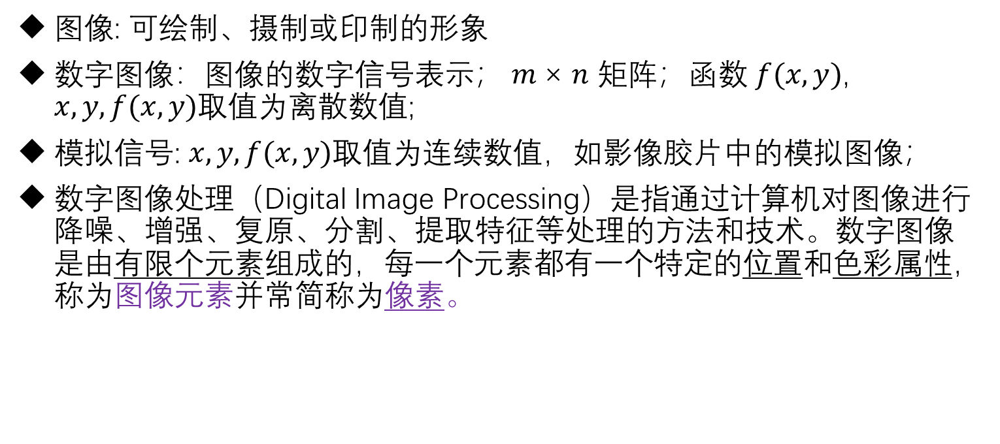 ◆ 图像: 可绘制、摄制或印制的形象
◆ 数字图像：图像的数字信号表示； m × n 矩阵；函数 f(x,y),
x,y,f(x,y)取值为离散数值;
◆ 模拟信号: x,y,f(x,y)取值为连续数值，如影像胶片中的模拟图像；
◆ 数字图像处理（Digital Image Processing）是指通过计算机对图像进行
降噪、增强、复原、分割、提取特征等处理的方法和技术。数字图像
是由有限个元素组成的，每一个元素都有一个特定的位置和色彩属性，
称为图像元素并常简称为像素。